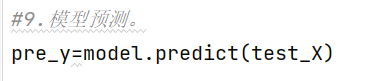 #9.模型预测。
pre_y=model.predict(test_X)